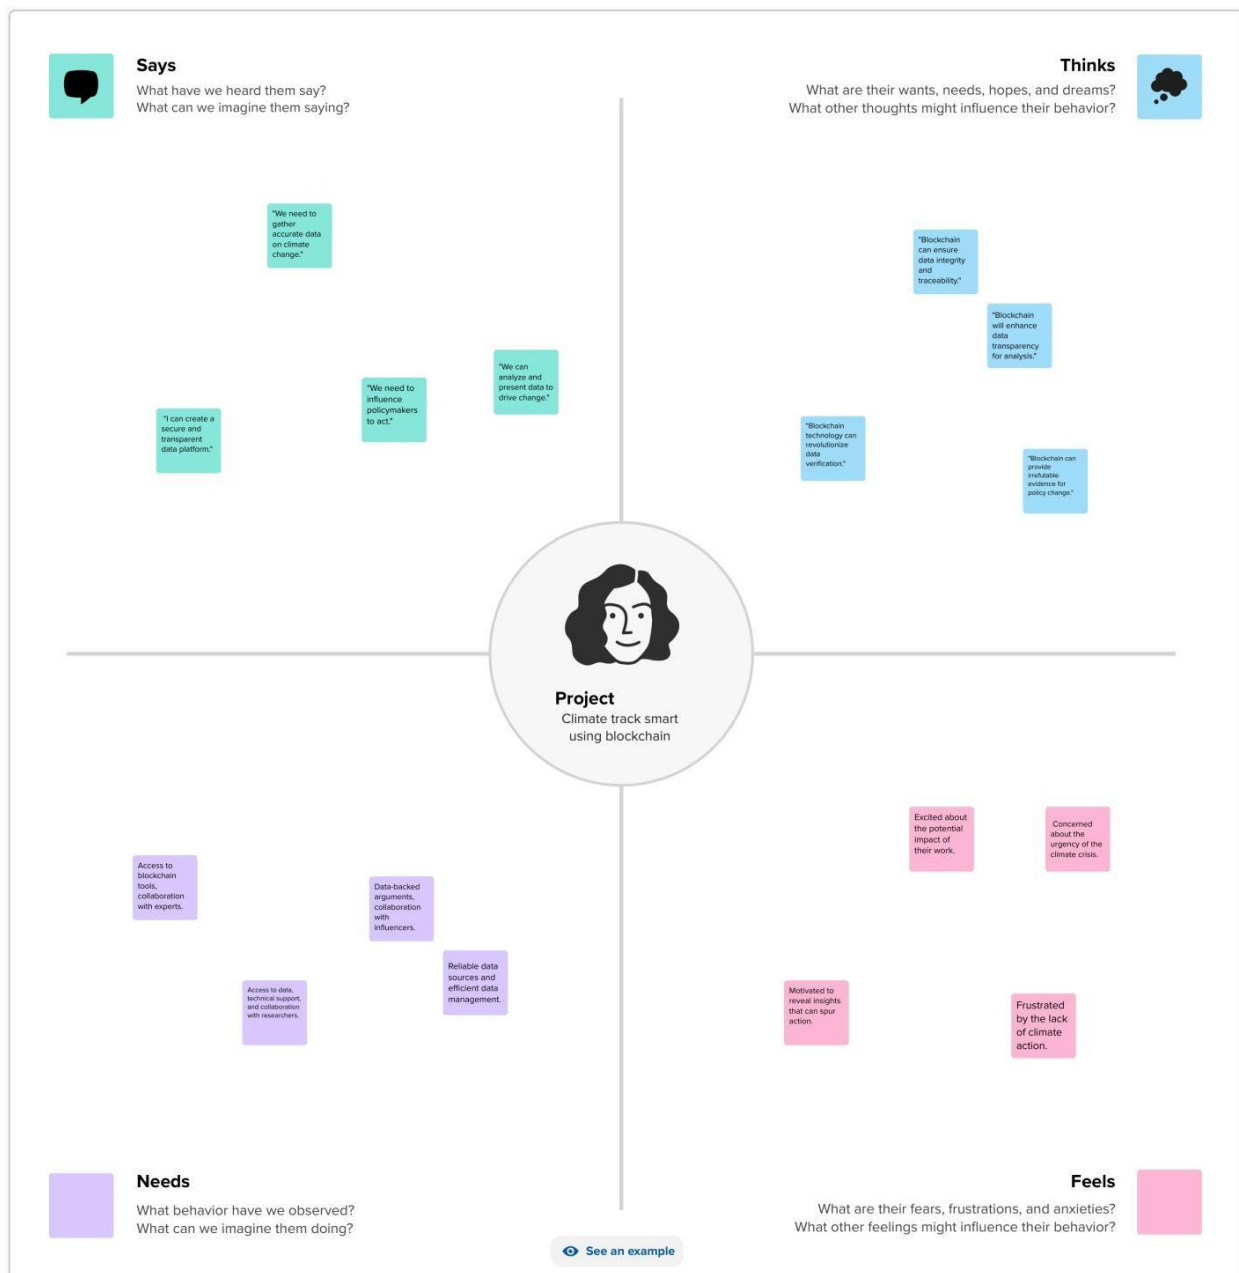 Says
What have we heard them say?
What can we imagine them saying?
Thinks
What are their wants, needs, hopes, and dreams?
What other thoughts might influence their behavior?
"We need to
gather
accurate data
on climate
change."
"We can
analyze and
present data to
drive change."
"We need to
influence
policymakers
to act."
"I can create a
secure and
transparent
data platform."
"Blockchain
can ensure
data integrity
and
traceability."
"Blockchain
will enhance
data
transparency
for analysis."
"Blockchain
technology can
revolutionize
data
verification."
"Blockchain can
provide
irrefutable
evidence for
policy change."
Project
Climate track smart
using blockchain
Access to
blockchain
tools,
collaboration
with experts.
Data-backed
arguments,
collaboration
with
influencers.
Reliable data
sources and
efficient data
management.
Access to data,
technical support,
and collaboration
with researchers.
Excited about
the potential
impact of
their work.
Concerned
about the
urgency of the
climate crisis.
Motivated to
reveal insights
that can spur
action.
Frustrated
by the lack
of climate
action.
Needs
What behavior have we observed?
What can we imagine them doing?
Feels
What are their fears, frustrations, and anxieties?
What other feelings might influence their behavior?
See an example